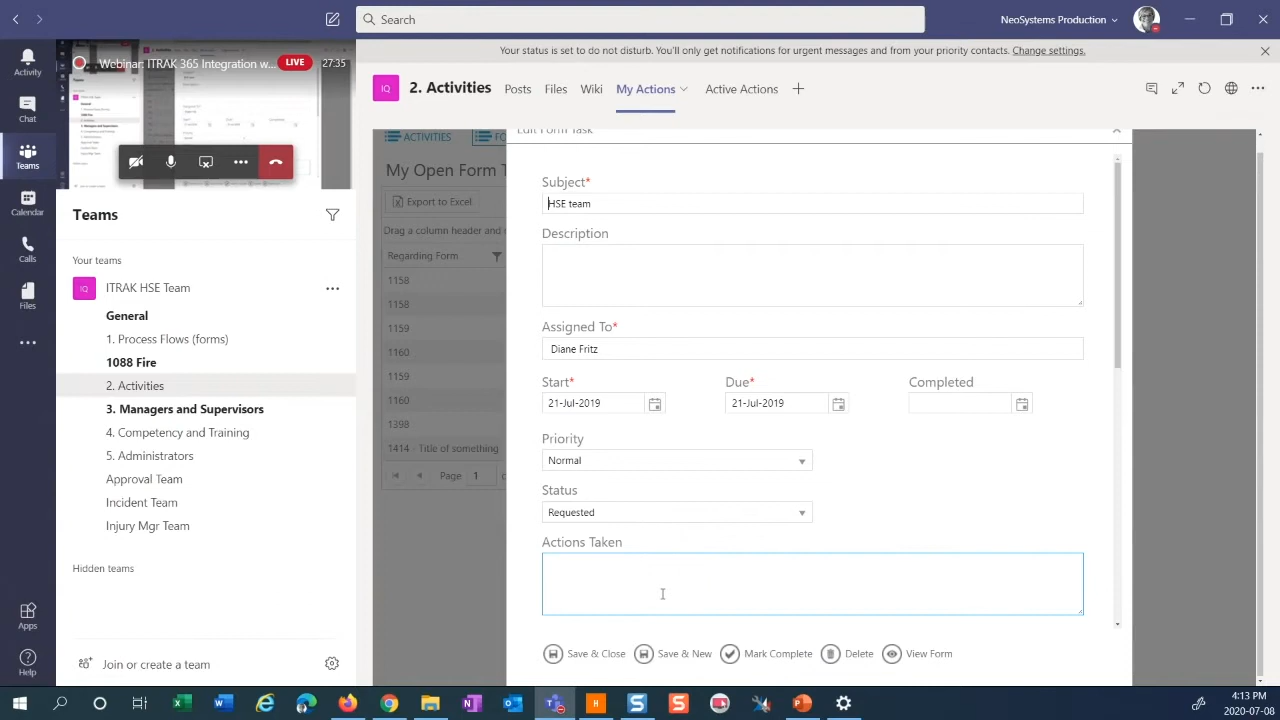 Search
NeoSystems Production
Your status is set to do not disturb. You'll only get notifications for urgent messages and from your priority contacts. Change settings.
Webinar: ITRAK 365 Integration w...
LIVE
27:35
Activity
Chat
Teams
Calendar
Calls
Files
Apps
Help
Teams
Your teams
IQ
ITRAK HSE Team
General
1. Process Flows (forms)
1088 Fire
2. Activities
3. Managers and Supervisors
4. Competency and Training
5. Administrators
Approval Team
Incident Team
Injury Mgr Team
Hidden teams
Join or create a team
IQ
2. Activities
Posts
Files
Wiki
My Actions
Active Actions
ACTIVITIES
My Open Form T
Export to Excel
Drag a column header and
Regarding Form
1158
1158
1159
1160
1159
1160
1398
1414 - Title of something
Page 1
Edit Form Task
Subject*
HSE team
Description
Assigned To*
Diane Fritz
Start*
Due*
Completed
21-Jul-2019
21-Jul-2019
Priority
Normal
Status
Requested
Actions Taken
Save & Close
Save & New
Mark Complete
Delete
View Form
4:13 PM
2020-07-08